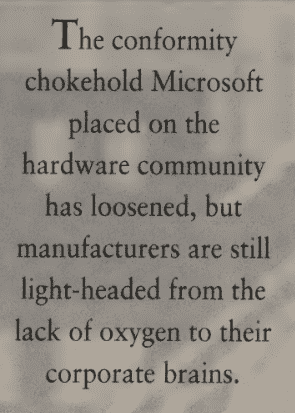 The conformity
chokehold Microsoft
placed on the
hardware community
has loosened, but
manufacturers are still
light-headed from the
lack of oxygen to their
corporate brains.